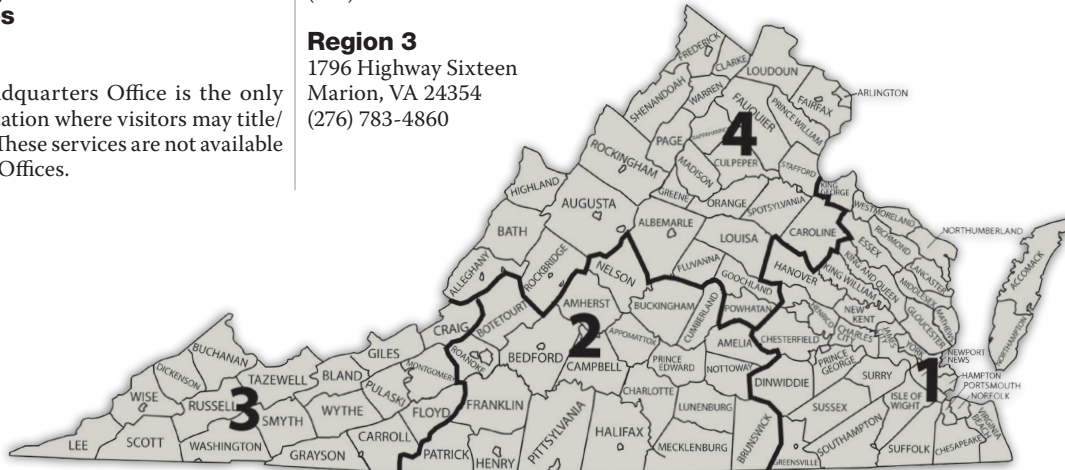 s
dquarters Office is the only
ation where visitors may title/
These services are not available
Offices.
Region 3
1796 Highway Sixteen
Marion, VA 24354
(276) 783-4860
FREDERICK
CLARKE
LOUDOUN
ARLINGTON
SHENANDOAH
WARREN
FAUQUIER
FAIRFAX
PRINCE WILLIAM
4
PAGE
RAPPAHANNOCK
CULPEPER
STAFFORD
ROCKINGHAM
MADISON
KING GEORGE
HIGHLAND
GREENE
ORANGE
SPOTSYLVANIA
WESTMORELAND
AUGUSTA
ALBEMARLE
CAROLINE
RICHMOND
NORTHUMBERLAND
BATH
LOUISA
ESSEX
ACCOMACK
ALLEGHANY
ROCKBRIDGE
NELSON
FLUVANNA
GOOCHLAND
HANOVER
KING AND QUEEN
KING WILLIAM
LANCASTER
MIDDLESEX
AMHERST
BUCKINGHAM
CUMBERLAND
POWHATAN
HENRICO
NEW
KENT
GLOUCESTER
MATHEWS
CRAIG
BOTETOURT
2
APPOMATTOX
AMELIA
CHESTERFIELD
CHARLES
CITY
JAMES
YORK
NORTHAMPTON
BUCHANAN
GILES
ROANOKE
BEDFORD
CAMPBELL
PRINCE
EDWARD
NOTTOWAY
PRINCE
GEORGE
NEWPORT
NEWS
DICKENSON
TAZEWELL
BLAND
MONTGOMERY
DINWIDDIE
SURRY
1
HAMPTON
PORTSMOUTH
NORFOLK
WISE
RUSSELL
3
SMYTH
WYTHE
PULASKI
FLOYD
FRANKLIN
CHARLOTTE
LUNENBURG
SUSSEX
ISLE OF
WIGHT
LEE
SCOTT
WASHINGTON
GRAYSON
CARROLL
PATRICK
HENRY
PITTSYLVANIA
HALIFAX
MECKLENBURG
BRUNSWICK
GREENSVILLE
SOUTHAMPTON
SUFFOLK
CHESAPEAKE
VIRGINIA
BEACH